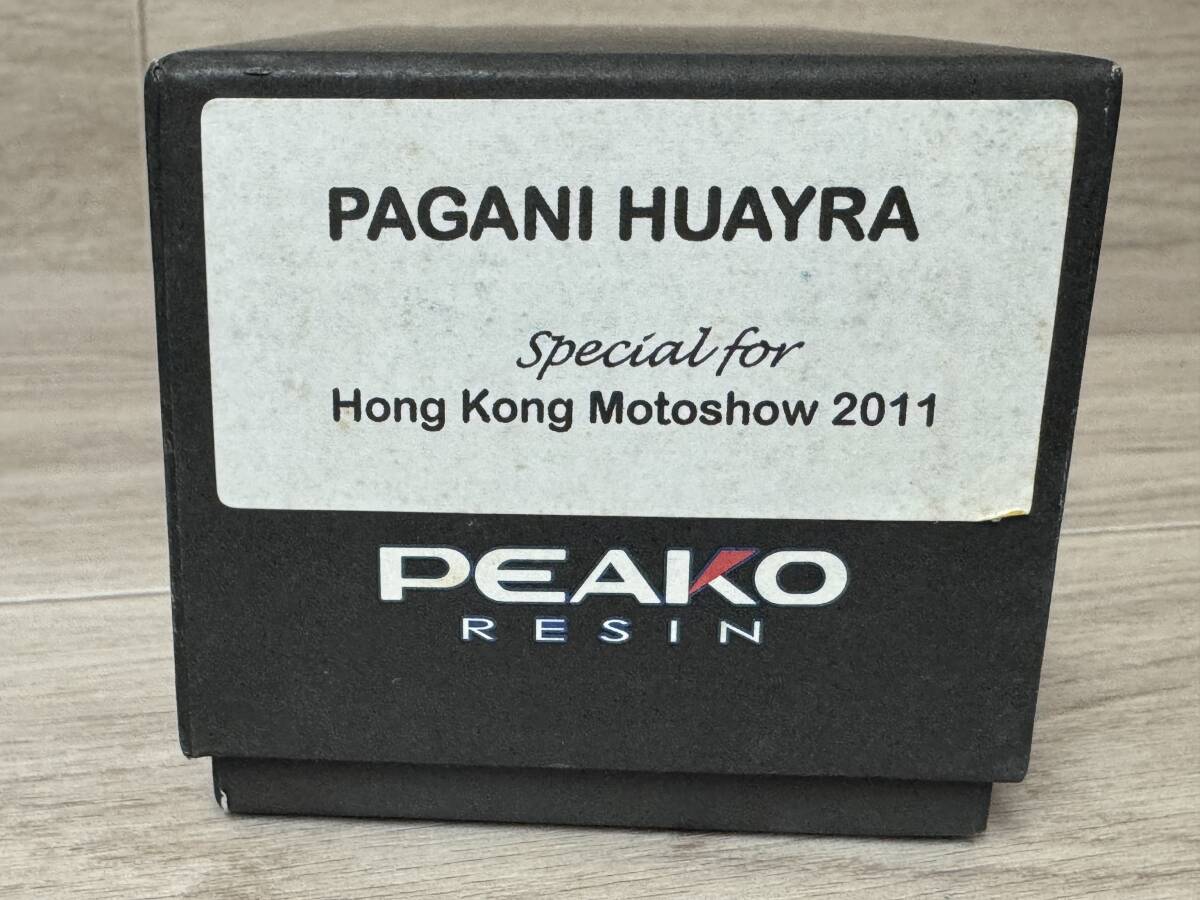 PAGANI HUAYRA
Special for
Hong Kong Motoshow 2011
PEAKO
RESIN